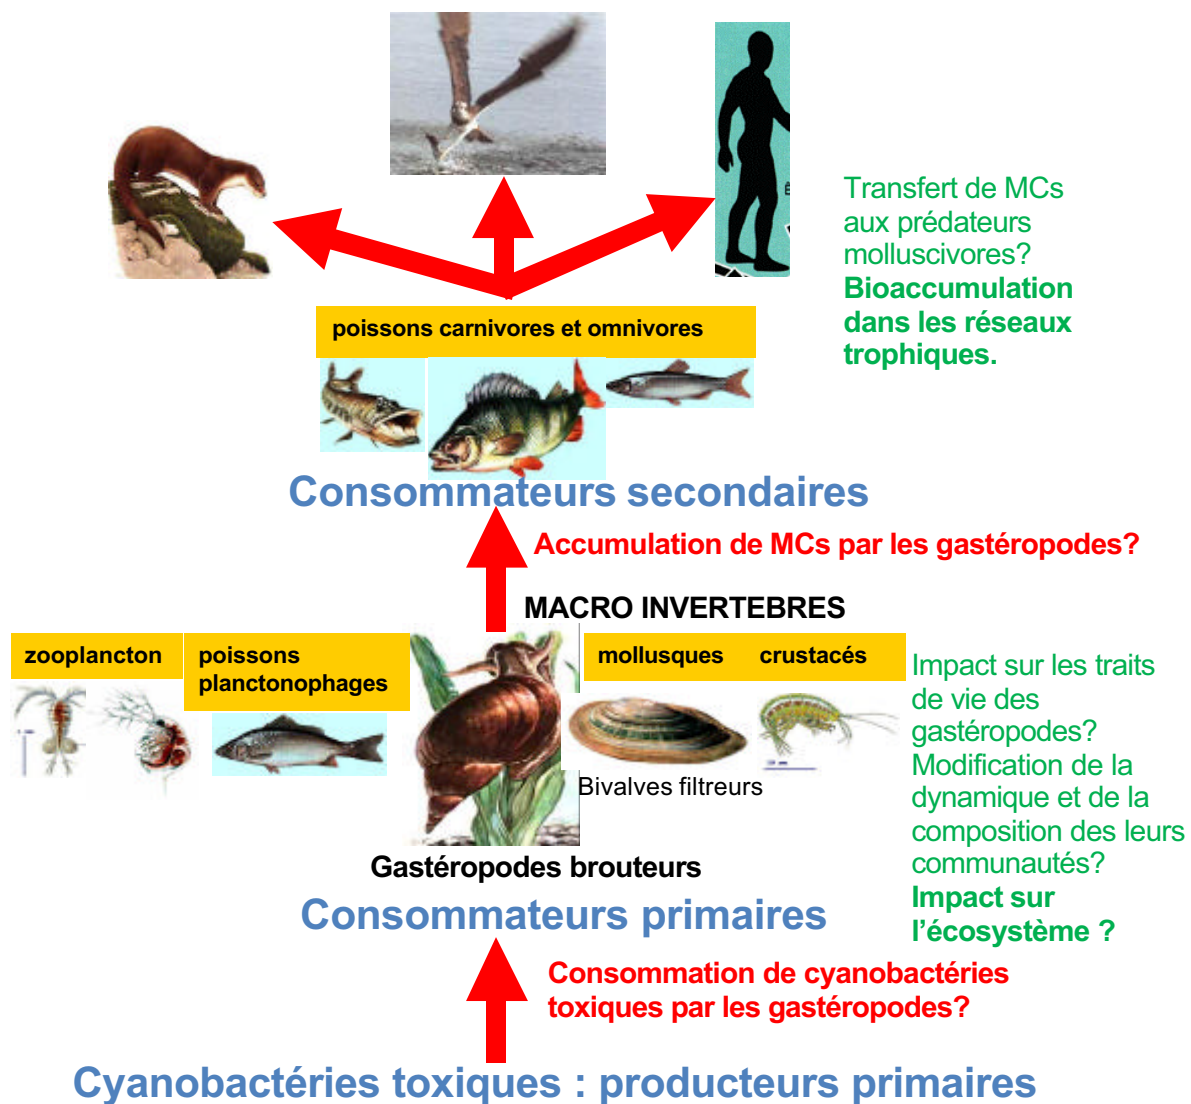 Transfert de MCs
aux prédateurs
molluscivores?
Bioaccumulation
dans les réseaux
trophiques.
poissons carnivores et omnivores
Consommateurs secondaires
Accumulation de MCs par les gastéropodes?
MACRO INVERTEBRES
zooplancton
poissons
planctonophages
mollusques
crustacés
Bivalves filtreurs
Impact sur les traits
de vie des
gastéropodes?
Modification de la
dynamique et de la
composition des leurs
communautés?
Impact sur
l'écosystème ?
Gastéropodes brouteurs
Consommateurs primaires
Consommation de cyanobactéries
toxiques par les gastéropodes?
Cyanobactéries toxiques : producteurs primaires